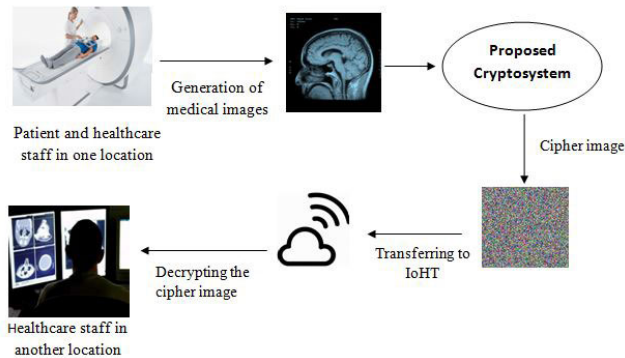 Proposed
Cryptosystem
Generation of
medical images
Patient and healthcare
staff in one location
Cipher image
Transferring to
IoHT
Decrypting the
cipher image
Healthcare staff in
another location